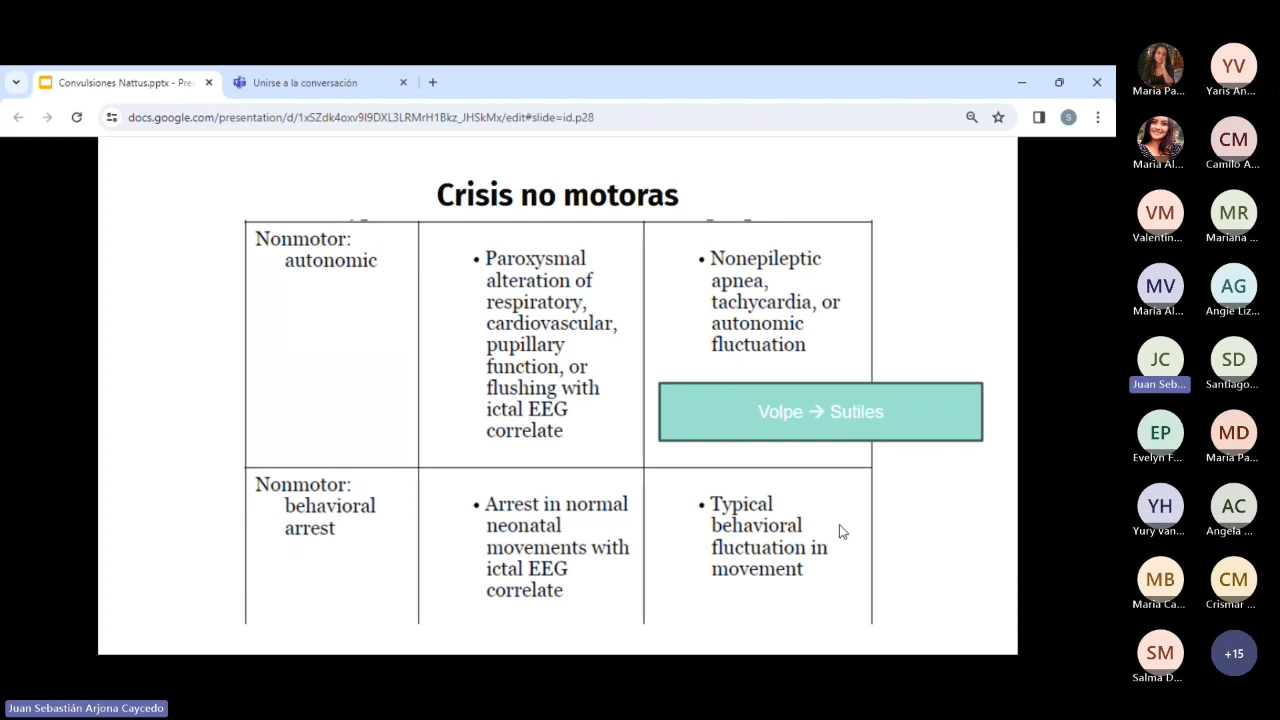 Convulsiones Nattus.pptx - Pre
Unirse a la conversación
docs.google.com/presentation/d/1xSZdk4oxv9I9DXL3LRMrH1Bkz_JHSkMx/edit#slide=id.p28
S
Crisis no motoras
Nonmotor:
autonomic
• Paroxysmal
alteration of
respiratory,
cardiovascular,
pupillary
function, or
flushing with
ictal EEG
correlate
• Nonepileptic
apnea,
tachycardia, or
autonomic
fluctuation
Volpe → Sutiles
Nonmotor:
behavioral
arrest
• Arrest in normal
neonatal
movements with
ictal EEG
correlate
• Typical
behavioral
fluctuation in
movement
Maria Pa...
YV
Yaris An...
Maria Al...
CM
Camilo A...
VM
Valentin...
MR
Mariana ...
MV
María Al...
AG
Angie Liz...
JC
Juan Seb...
SD
Santiago...
EP
Evelyn F...
MD
María Pa...
YH
Yury van...
AC
Angela ...
MB
Maria Ca...
CM
Crismar ...
SM
Salma D...
+15
Juan Sebastián Arjona Caycedo